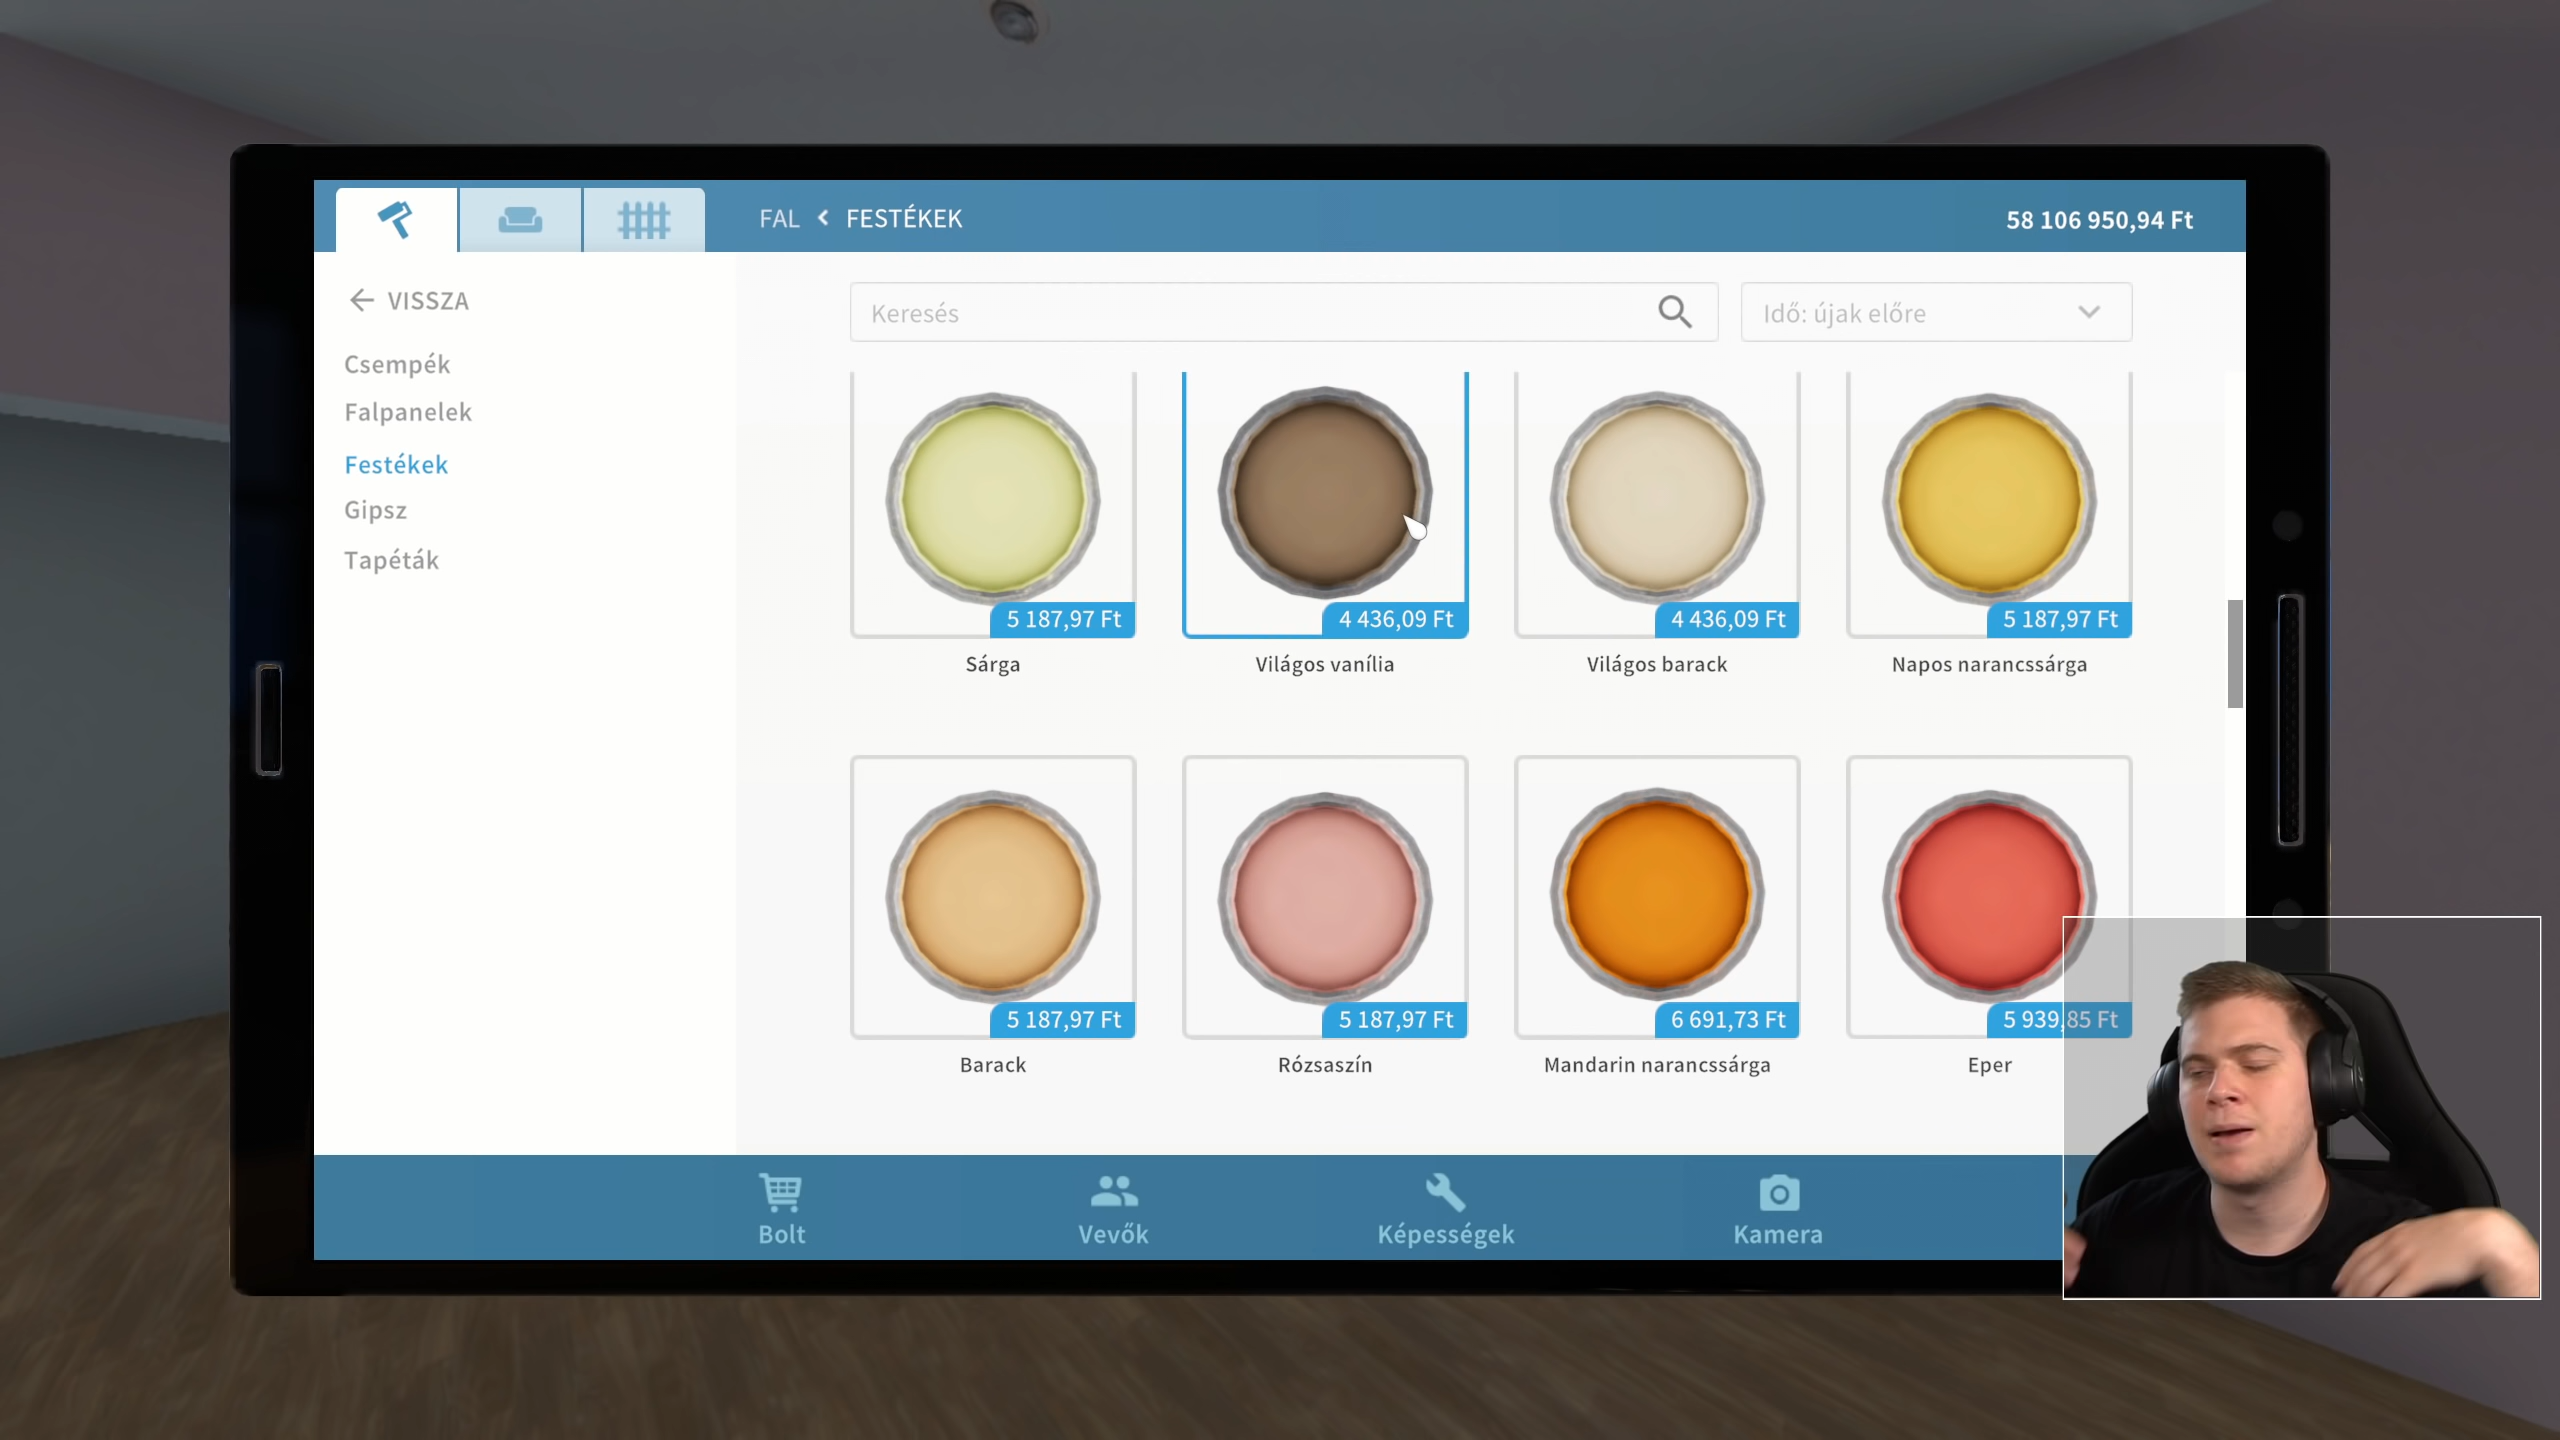 FAL < FESTÉKEK
58 106 950,94 Ft
VISSZA
Csempék
Falpanelek
Festékek
Gipsz
Tapéták
Keresés
Idő: újak előre
5 187,97 Ft
4 436,09 Ft
4 436,09 Ft
5 187,97 Ft
Sárga
Világos vanília
Világos barack
Napos narancssárga
5 187,97 Ft
5 187,97 Ft
6 691,73 Ft
5 939,85 Ft
Barack
Rózsaszín
Mandarin narancssárga
Eper
Bolt
Vevők
Képességek
Kamera